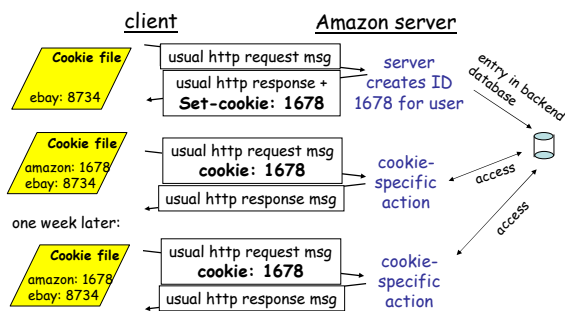 client
Amazon server
Cookie file
ebay: 8734
usual http request msg
usual http response +
Set-cookie: 1678
server
creates ID
1678 for user
entry in backend
database
Cookie file
amazon: 1678
ebay: 8734
usual http request msg
cookie: 1678
usual http response msg
cookie-
specific
action
access
one week later:
Cookie file
amazon: 1678
ebay: 8734
usual http request msg
cookie: 1678
usual http response msg
cookie-
specific
action
access